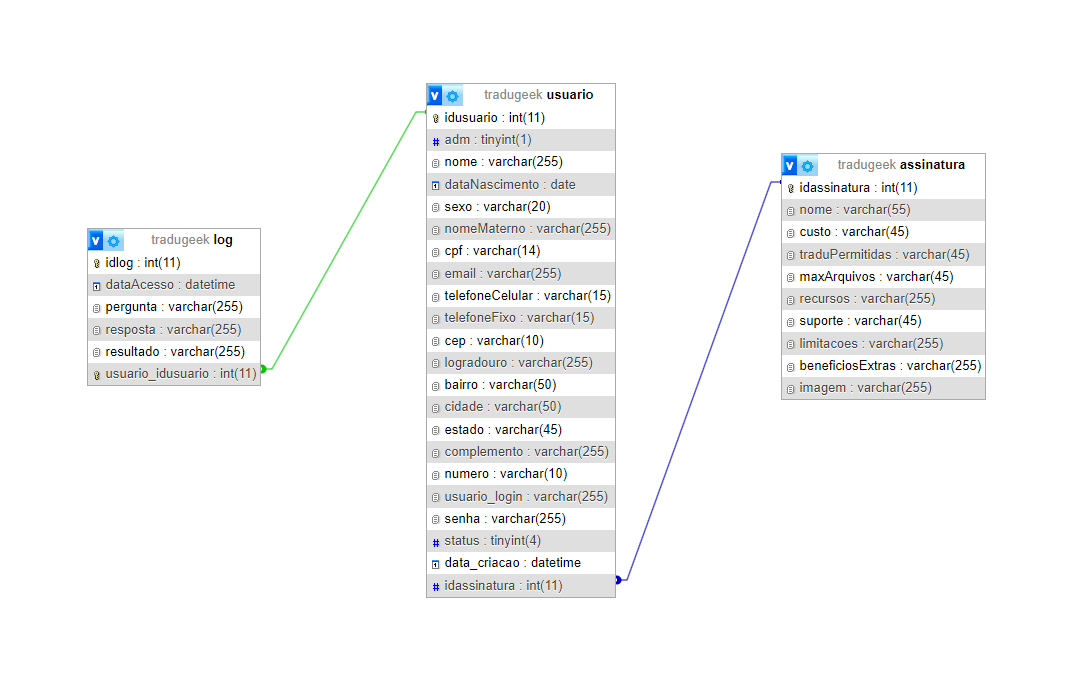 v tradugeek log
idlog : int(11)
dataAcesso : datetime
pergunta : varchar(255)
resposta : varchar(255)
resultado : varchar(255)
usuario_idusuario : int(11)
v tradugeek usuario
idusuario : int(11)
# adm : tinyint(1)
nome : varchar(255)
dataNascimento : date
sexo : varchar(20)
nomeMaterno : varchar(255)
cpf : varchar(14)
email : varchar(255)
telefoneCelular : varchar(15)
telefoneFixo : varchar(15)
cep : varchar(10)
logradouro : varchar(255)
bairro : varchar(50)
cidade : varchar(50)
estado : varchar(45)
complemento : varchar(255)
numero : varchar(10)
usuario_login : varchar(255)
senha : varchar(255)
# status : tinyint(4)
data_criacao : datetime
# idassinatura : int(11)
v tradugeek assinatura
idassinatura : int(11)
nome : varchar(55)
custo : varchar(45)
traduPermitidas : varchar(45)
maxArquivos : varchar(45)
recursos : varchar(255)
suporte : varchar(45)
limitacoes : varchar(255)
beneficiosExtras : varchar(255)
imagem : varchar(255)